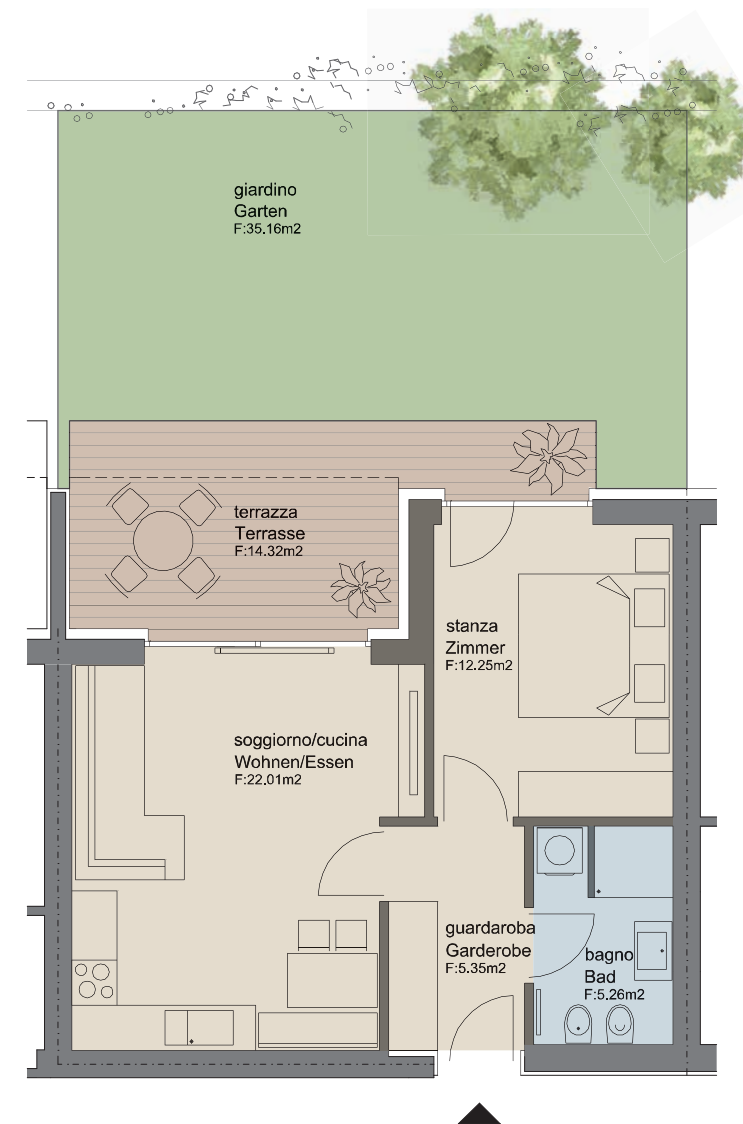 giardino
Garten
F:35.16m2
terrazza
Terrasse
F:14.32m2
stanza
Zimmer
F:12.25m2
soggiorno/cucina
Wohnen/Essen
F:22.01m2
guardaroba
Garderobe
F:5.35m2
bagno
Bad
F:5.26m2